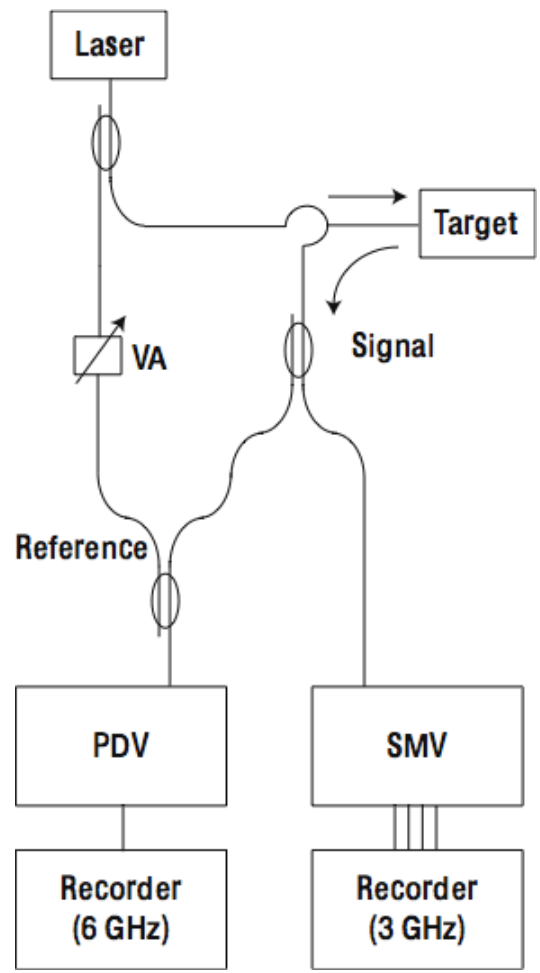 Laser
Target
Signal
VA
Reference
PDV
SMV
Recorder
(6 GHz)
Recorder
(3 GHz)